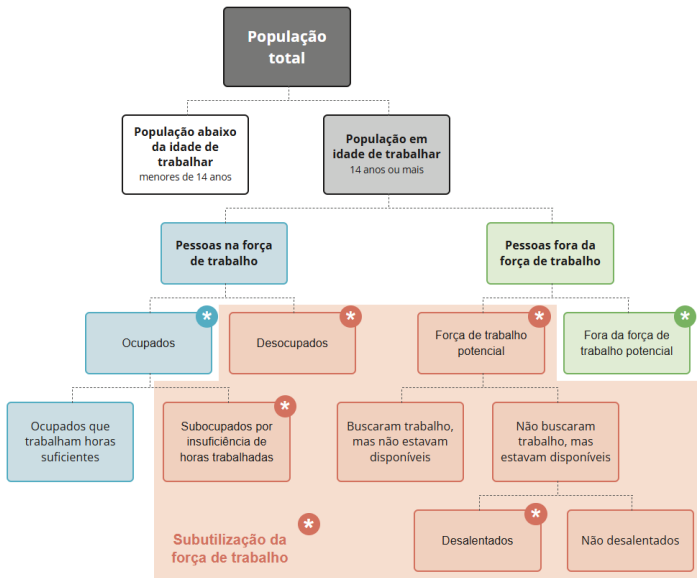 População
total
População abaixo
da idade de
trabalhar
menores de 14 anos
População em
idade de trabalhar
14 anos ou mais
Pessoas na força
de trabalho
Pessoas fora da
força de trabalho
*
*
*
*
Ocupados
Desocupados
Força de trabalho
potencial
Fora da força de
trabalho potencial
*
Ocupados que
trabalham horas
suficientes
Subocupados por
insuficiência de
horas trabalhadas
Buscaram trabalho,
mas não estavam
disponíveis
Não buscaram
trabalho, mas
estavam disponíveis
*
*
Subutilização da
força de trabalho
Desalentados
Não desalentados